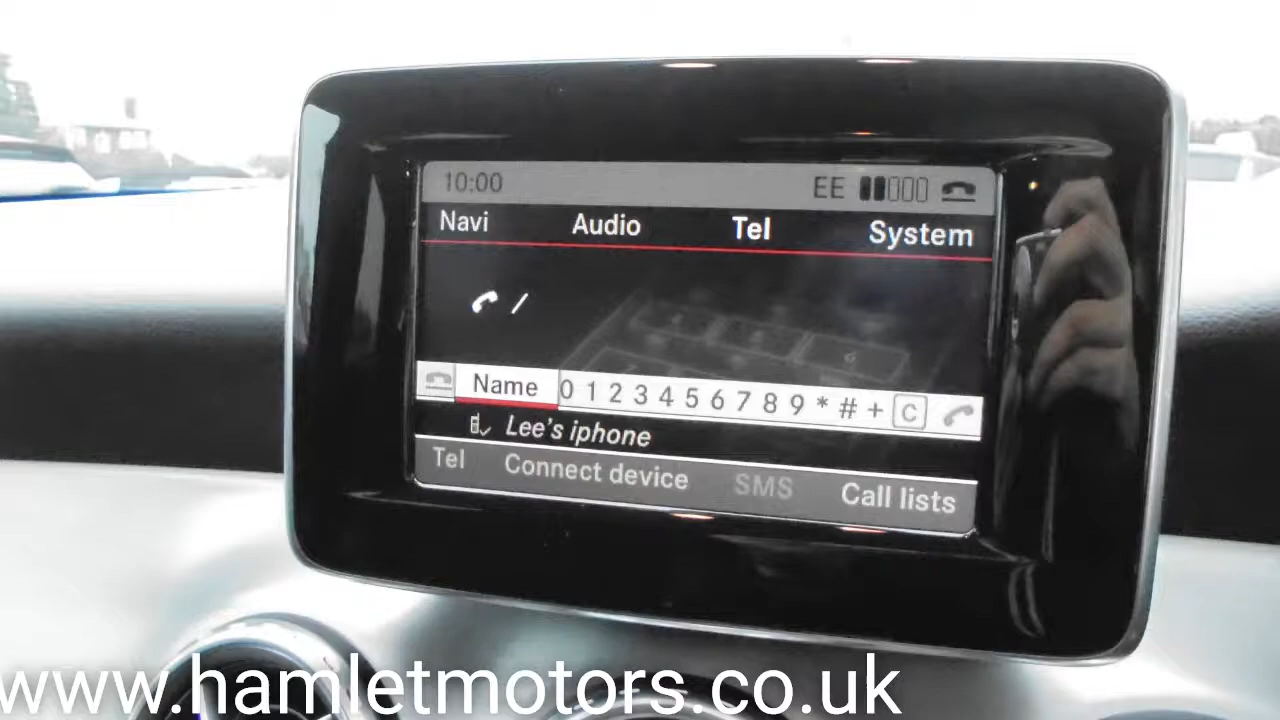 10:00 EE
Navi Audio Tel System
/
Name 0 1 2 3 4 5 6 7 8 9 * # + C
Lee's iphone
Tel Connect device SMS Call lists
www.hamletmotors.co.uk